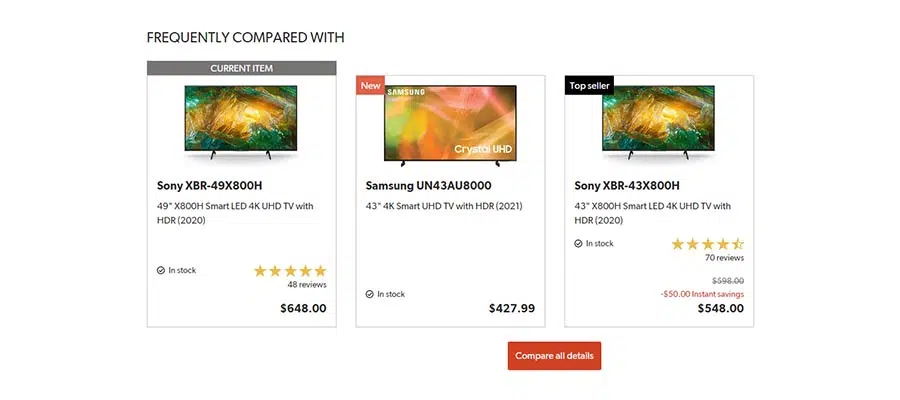 FREQUENTLY COMPARED WITH
CURRENT ITEM
Sony XBR-49X800H
49" X800H Smart LED 4K UHD TV with
HDR (2020)
In stock
48 reviews
$648.00
New
SAMSUNG
Crystal UHD
Samsung UN43AU8000
43" 4K Smart UHD TV with HDR (2021)
In stock
$427.99
Top seller
Sony XBR-43X800H
43" X800H Smart LED 4K UHD TV with
HDR (2020)
In stock
70 reviews
$598.00
-$50.00 Instant savings
$548.00
Compare all details